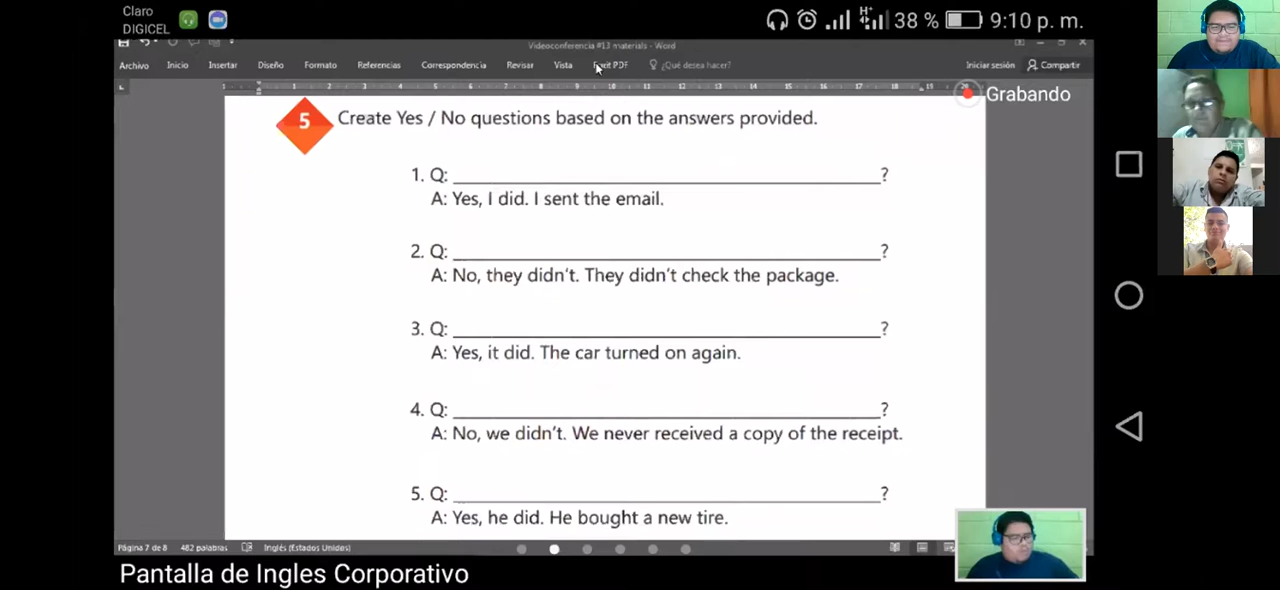 Claro
DIGICEL
H+
38 %
9:10 p. m.
Videoconferencia #13 materials - Word
Archivo Inicio Insertar Diseño Formato Referencias Correspondencia Revisar Vista PDF ¿Qué desea hacer? Iniciar sesión Compartir
Grabando
5 Create Yes / No questions based on the answers provided.
1. Q: ?
A: Yes, I did. I sent the email.
2. Q: ?
A: No, they didn't. They didn't check the package.
3. Q: ?
A: Yes, it did. The car turned on again.
4. Q: ?
A: No, we didn't. We never received a copy of the receipt.
5. Q: ?
A: Yes, he did. He bought a new tire.
Página 7 de 8 482 palabras Inglés (Estados Unidos)
Pantalla de Ingles Corporativo